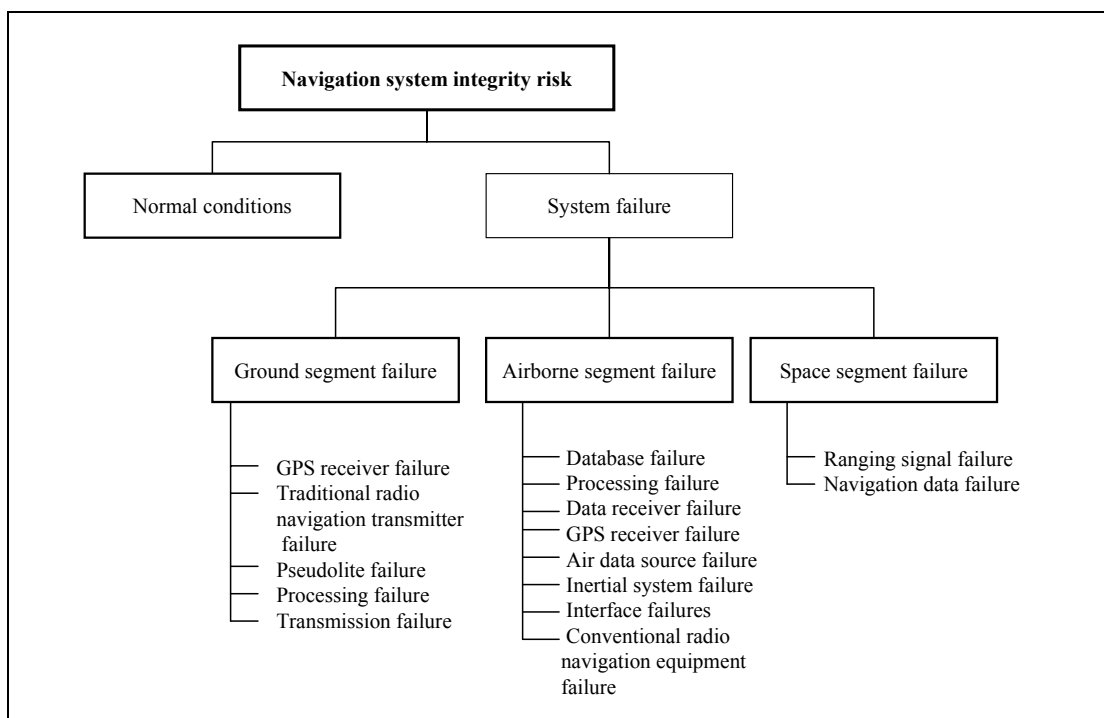 Navigation system integrity risk
Normal conditions
System failure
Ground segment failure
Airborne segment failure
Space segment failure
GPS receiver failure
Traditional radio
navigation transmitter
failure
Pseudolite failure
Processing failure
Transmission failure
Database failure
Processing failure
Data receiver failure
GPS receiver failure
Air data source failure
Inertial system failure
Interface failures
Conventional radio
navigation equipment
failure
Ranging signal failure
Navigation data failure